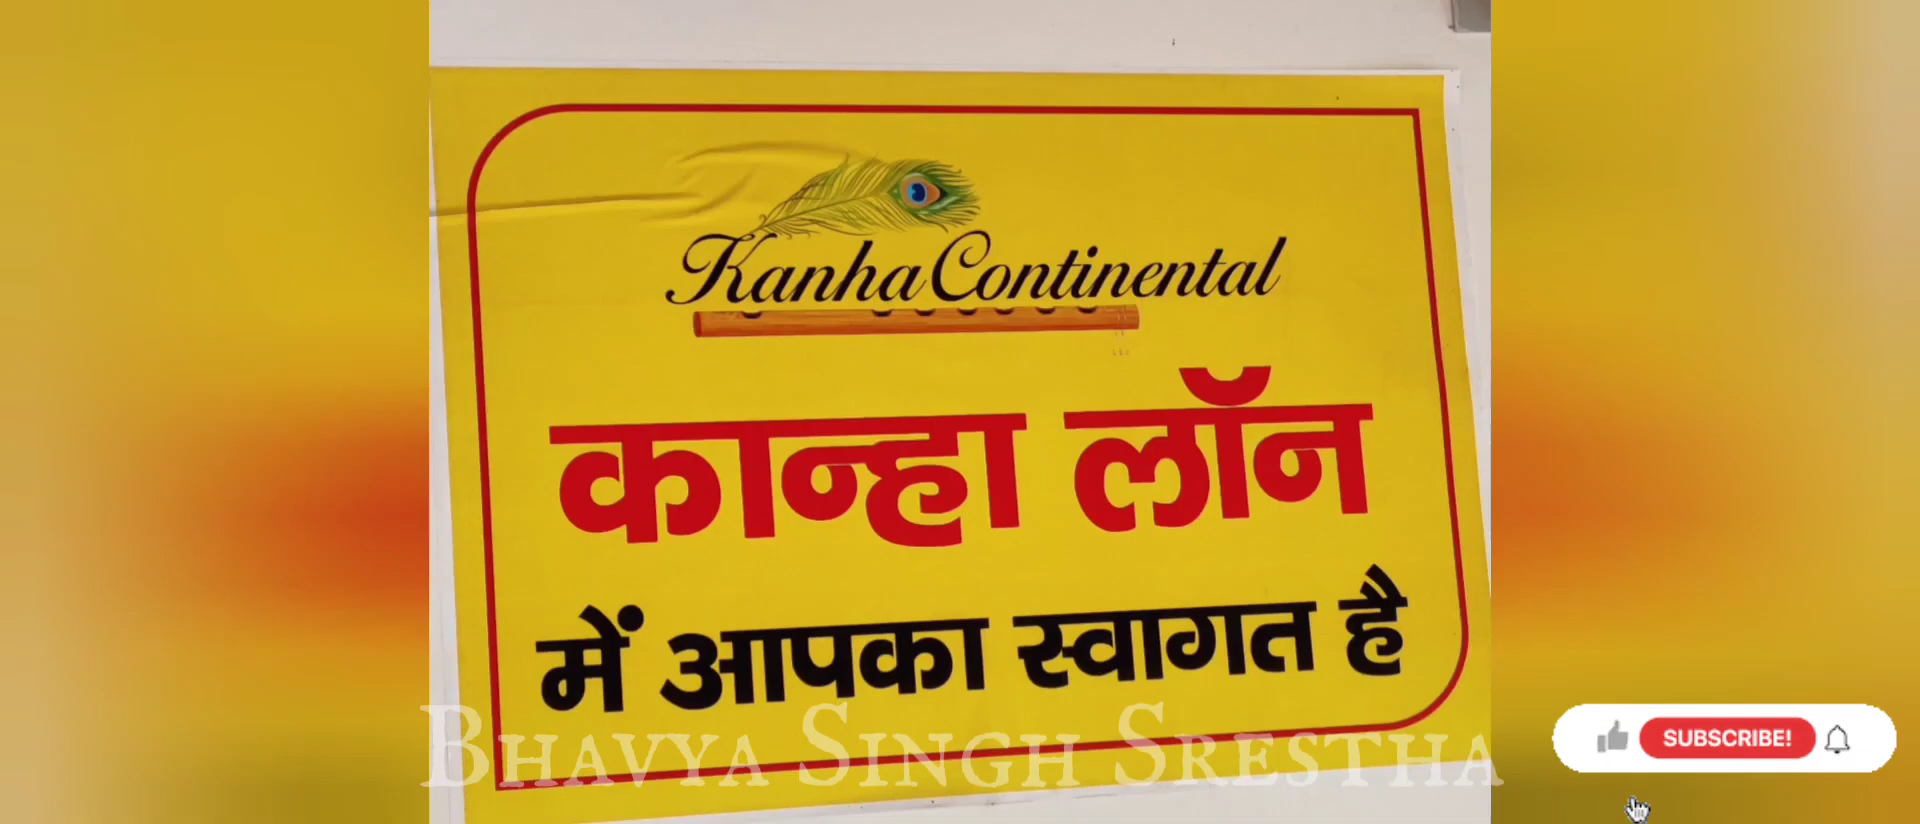 Kanha Continental
कान्हा लॉन
में आपका स्वागत है
Bhavya Singh Srestha
SUBSCRIBE!